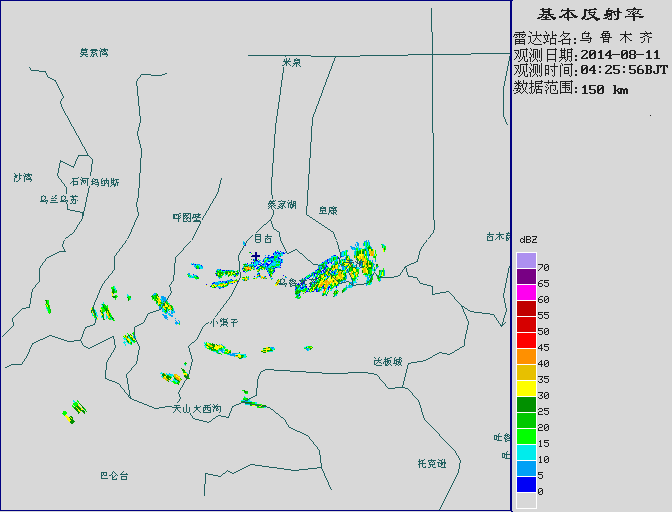 基本反射率
雷达站名:乌 鲁 木 齐
观测日期:2014-08-11
观测时间:04:25:56BJT
数据范围:150 km
莫索湾
米泉
沙湾
石河玛纳斯
乌兰乌苏
呼图壁
蔡家湖
阜康
昌吉
吉木萨
乌鲁木
小渠子
达板城
天山大西沟
巴仑台
托克逊
吐鲁
吐
dBZ
70
65
60
55
50
45
40
35
30
25
20
15
10
5
0